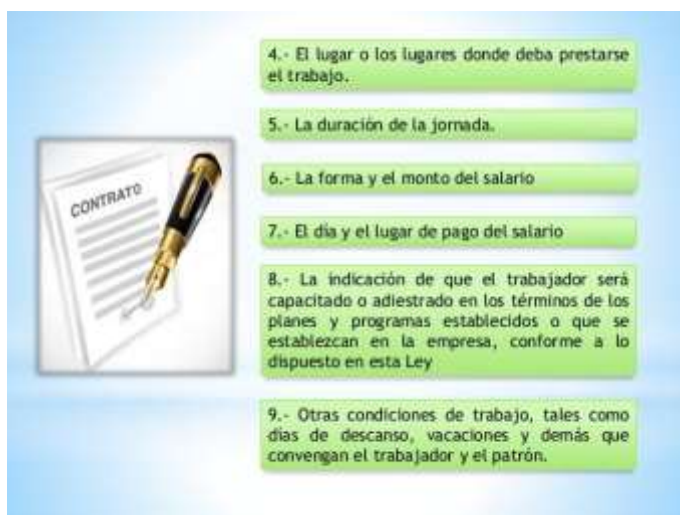 CONTRATO
4.- El lugar o los lugares donde deba prestarse
el trabajo.
5.- La duración de la jornada.
6.- La forma y el monto del salario
7.- El día y el lugar de pago del salario
8.- La indicación de que el trabajador será
capacitado o adiestrado en los términos de los
planes y programas establecidos o que se
establezcan en la empresa, conforme a lo
dispuesto en esta Ley
9.- Otras condiciones de trabajo, tales como
días de descanso, vacaciones y demás que
convengan el trabajador y el patrón.